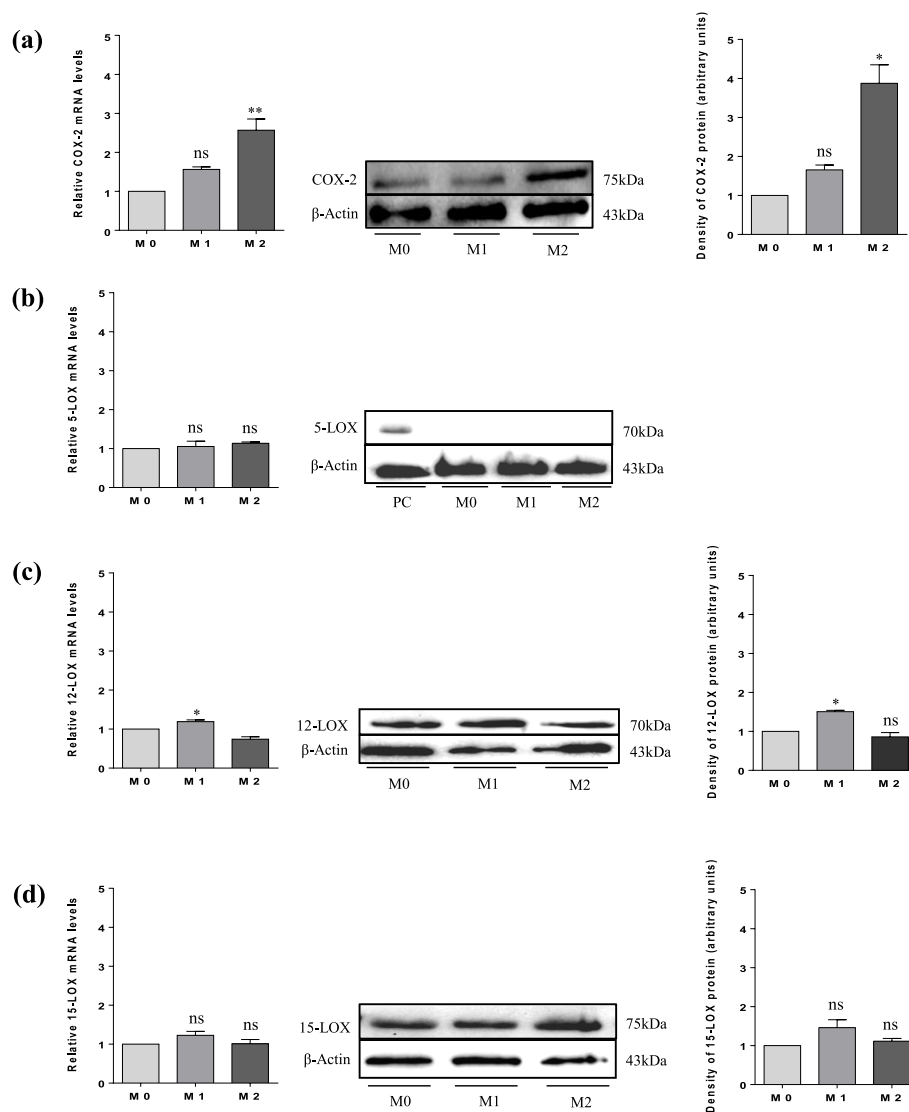 (a)
Relative COX-2 mRNA levels
5
4
3
2
1
0
ns
**
M 0 M 1 M 2
COX-2 75kDa
β-Actin 43kDa
M0 M1 M2
Density of COX-2 protein (arbitrary units)
5
4
3
2
1
0
ns
*
M 0 M 1 M 2
(b)
Relative 5-LOX mRNA levels
5
4
3
2
1
0
ns ns
M 0 M 1 M 2
5-LOX 70kDa
β-Actin 43kDa
PC M0 M1 M2
(c)
Relative 12-LOX mRNA levels
5
4
3
2
1
0
*
M 0 M 1 M 2
12-LOX 70kDa
β-Actin 43kDa
M0 M1 M2
Density of 12-LOX protein (arbitrary units)
5
4
3
2
1
0
*
ns
M 0 M 1 M 2
(d)
Relative 15-LOX mRNA levels
5
4
3
2
1
0
ns ns
M 0 M 1 M 2
15-LOX 75kDa
β-Actin 43kDa
M0 M1 M2
Density of 15-LOX protein (arbitrary units)
5
4
3
2
1
0
ns
ns
M 0 M 1 M 2